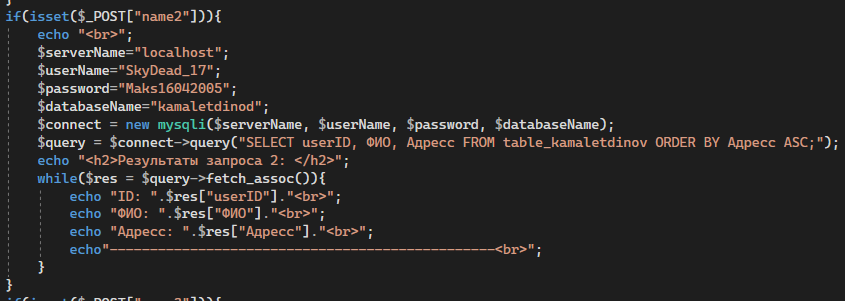 }
if(isset($_POST["name2"])){
echo "<br>";
$serverName="localhost";
$userName="SkyDead_17";
$password="Maks16042005";
$databaseName="kamaletdinod";
$connect = new mysqli($serverName, $userName, $password, $databaseName);
$query = $connect->query("SELECT userID, ФИО, Адресс FROM table_kamaletdinov ORDER BY Адресс ASC;");
echo "<h2>Результаты запроса 2: </h2>";
while($res = $query->fetch_assoc()){
echo "ID: ".$res["userID"]."<br>";
echo "ФИО: ".$res["ФИО"]."<br>";
echo "Адресс: ".$res["Адресс"]."<br>";
echo"------------------------------------------------<br>";
}
}
if(isset($_POST["name3"])){